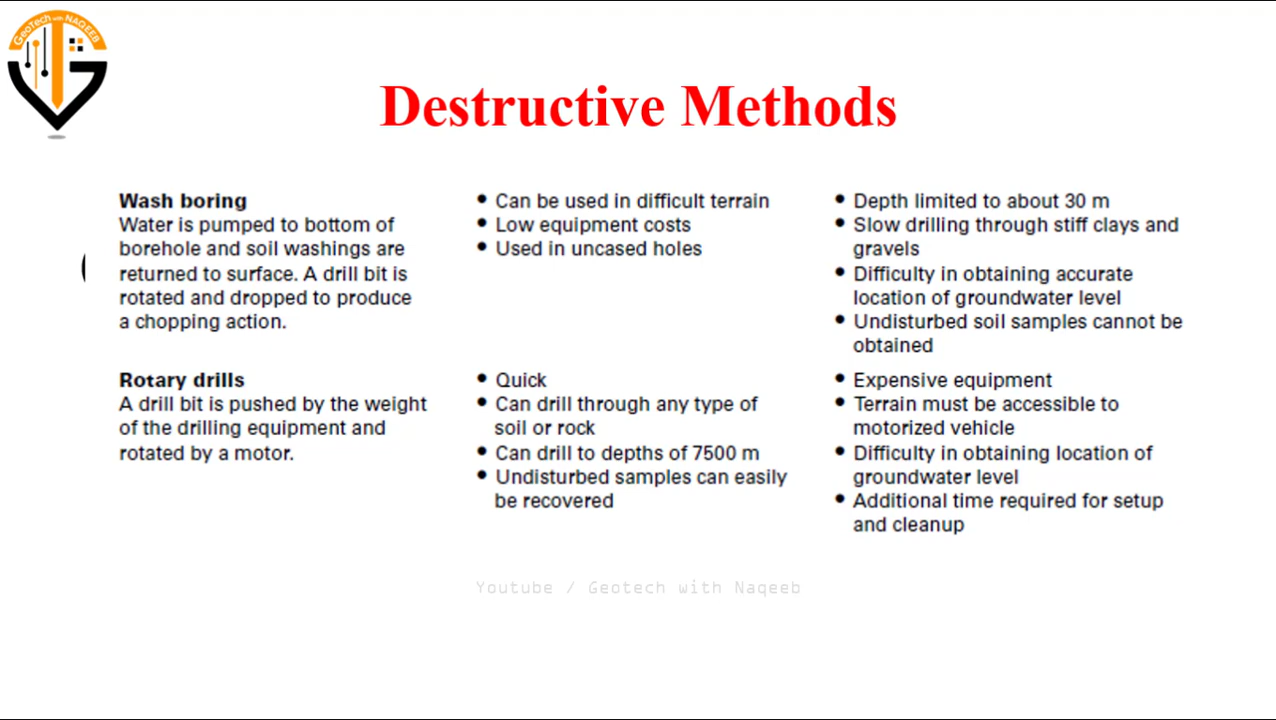 GeoTech with NAQEEB
Destructive Methods
Wash boring
Water is pumped to bottom of
borehole and soil washings are
returned to surface. A drill bit is
rotated and dropped to produce
a chopping action.
• Can be used in difficult terrain
• Low equipment costs
• Used in uncased holes
• Depth limited to about 30 m
• Slow drilling through stiff clays and
gravels
• Difficulty in obtaining accurate
location of groundwater level
• Undisturbed soil samples cannot be
obtained
Rotary drills
A drill bit is pushed by the weight
of the drilling equipment and
rotated by a motor.
• Quick
• Can drill through any type of
soil or rock
• Can drill to depths of 7500 m
• Undisturbed samples can easily
be recovered
• Expensive equipment
• Terrain must be accessible to
motorized vehicle
• Difficulty in obtaining location of
groundwater level
• Additional time required for setup
and cleanup
Youtube / Geotech with Naqeeb